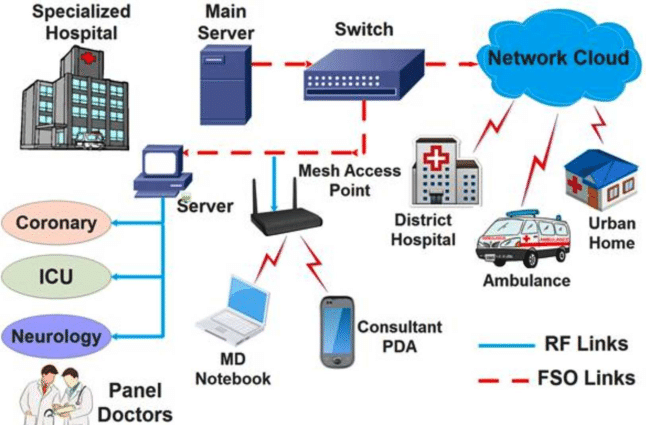 Specialized
Hospital
Main
Server
Switch
Network Cloud
Mesh Access
Point
Server
District
Hospital
Urban
Home
Ambulance
Coronary
ICU
Neurology
MD
Notebook
Consultant
PDA
Panel
Doctors
RF Links
FSO Links